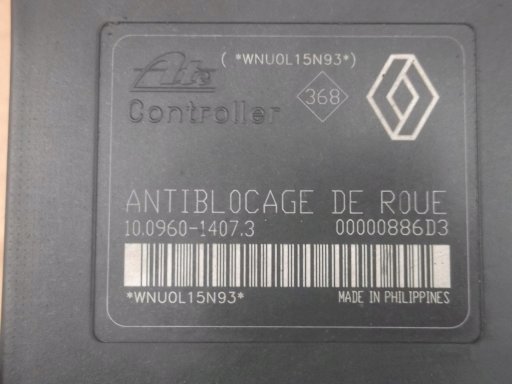 (*WNU0L15N93*)
Ate
368
Controller
ANTIBLOCAGE DE ROUE
10.0960-1407.3 00000886D3
*WNU0L15N93*
MADE IN PHILIPPINES